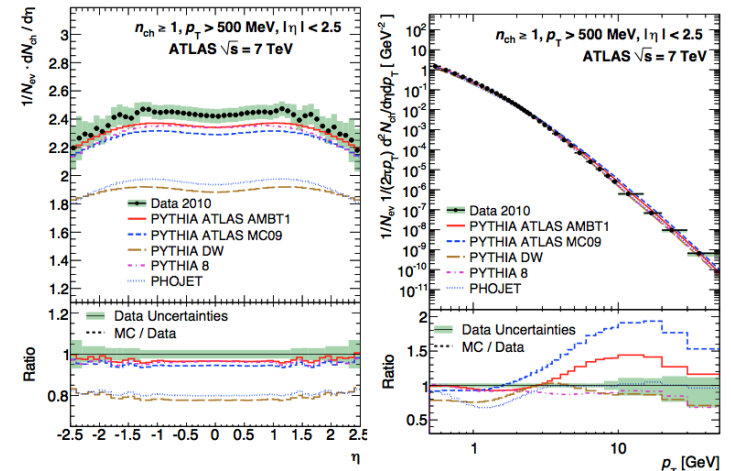 n_ch ≥ 1, p_T > 500 MeV, | η | < 2.5
ATLAS √s = 7 TeV
1/N_ev · dN_ch / dη
3
2.8
2.6
2.4
2.2
2
1.8
1.6
1.4
1.2
Data 2010
PYTHIA ATLAS AMBT1
PYTHIA ATLAS MC09
PYTHIA DW
PYTHIA 8
PHOJET
Ratio
1.2
1
0.8
Data Uncertainties
MC / Data
-2.5 -2 -1.5 -1 -0.5 0 0.5 1 1.5 2 2.5
η
n_ch ≥ 1, p_T > 500 MeV, | η | < 2.5
ATLAS √s = 7 TeV
1/N_ev 1/(2πp_T) d²N_ch/dηdp_T [ GeV⁻² ]
10
1
10⁻¹
10⁻²
10⁻³
10⁻⁴
10⁻⁵
10⁻⁶
10⁻⁷
10⁻⁸
10⁻⁹
10⁻¹⁰
10⁻¹¹
Data 2010
PYTHIA ATLAS AMBT1
PYTHIA ATLAS MC09
PYTHIA DW
PYTHIA 8
PHOJET
Ratio
2
1.5
1
0.5
Data Uncertainties
MC / Data
1 10
p_T [GeV]